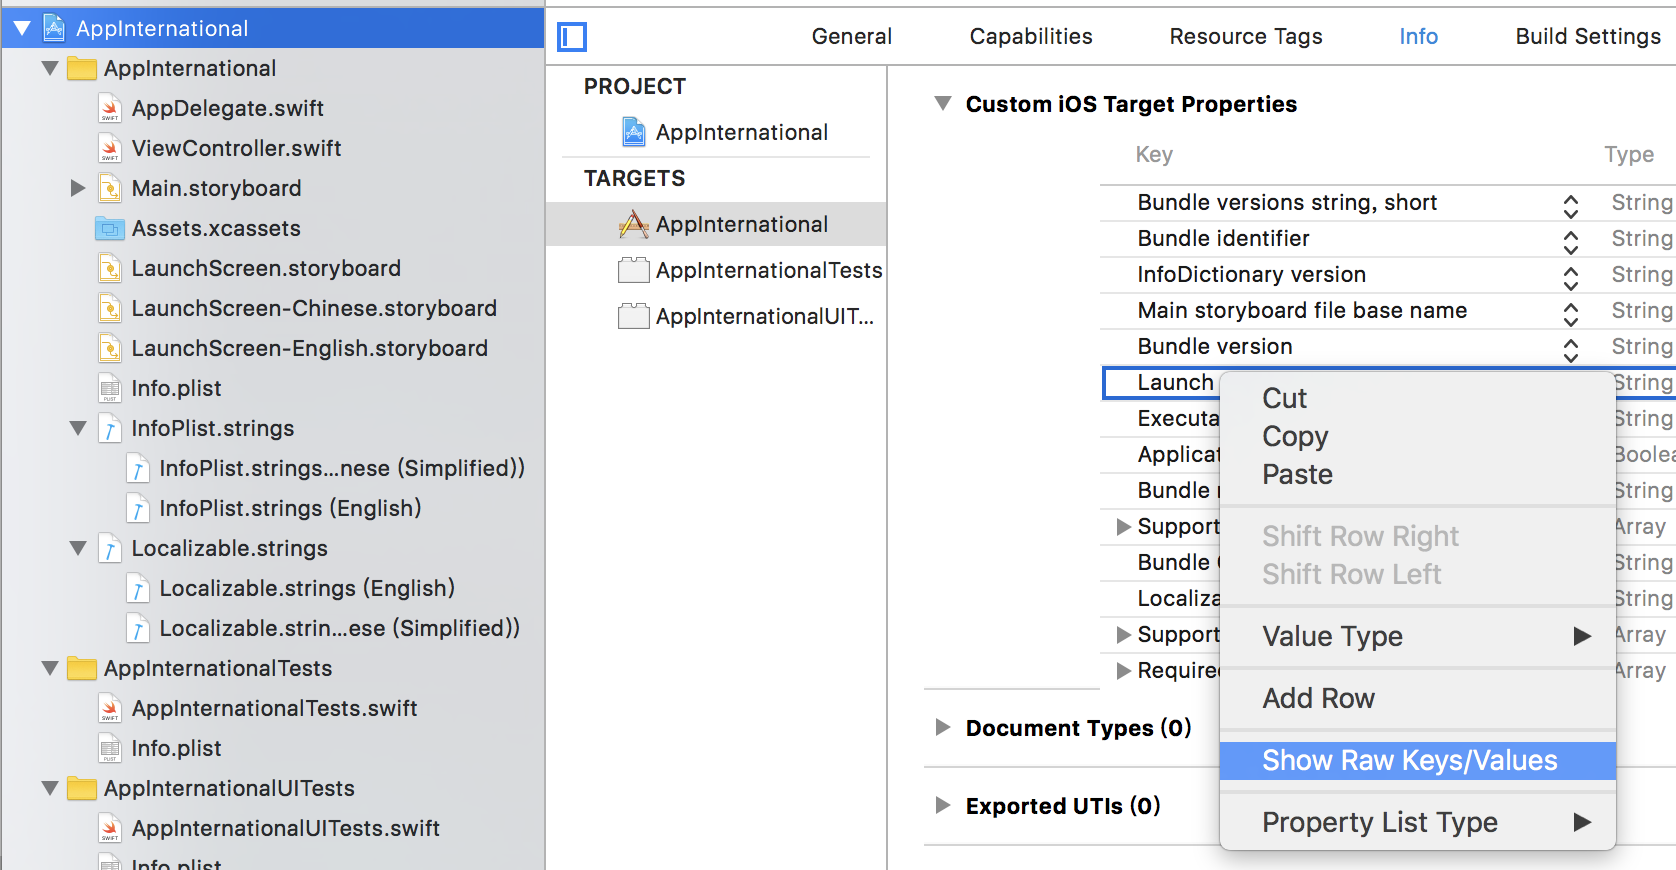 AppInternational
AppInternational
AppDelegate.swift
ViewController.swift
Main.storyboard
Assets.xcassets
LaunchScreen.storyboard
LaunchScreen-Chinese.storyboard
LaunchScreen-English.storyboard
Info.plist
InfoPlist.strings
InfoPlist.strings...nese (Simplified))
InfoPlist.strings (English)
Localizable.strings
Localizable.strings (English)
Localizable.strin...ese (Simplified))
AppInternationalTests
AppInternationalTests.swift
Info.plist
AppInternationalUITests
AppInternationalUITests.swift
Info.plist
PROJECT
AppInternational
TARGETS
AppInternational
AppInternationalTests
AppInternationalUIT...
General Capabilities Resource Tags Info Build Settings
Custom iOS Target Properties
Key Type
Bundle versions string, short String
Bundle identifier String
InfoDictionary version String
Main storyboard file base name String
Bundle version String
Launch String
Executa String
Applicat Boolea
Bundle String
Support Array
Bundle String
Localiza String
Support Array
Required Array
Document Types (0)
Exported UTIs (0)
Cut
Copy
Paste
Shift Row Right
Shift Row Left
Value Type
Add Row
Show Raw Keys/Values
Property List Type